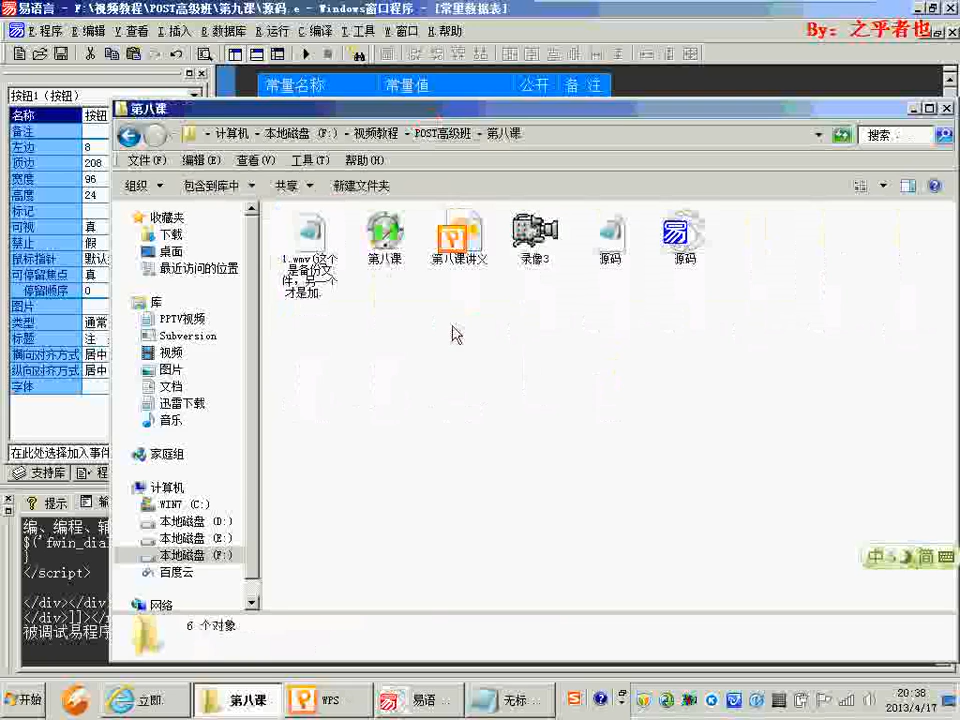 易语言 - F:\视频教程\POST高级班\第九课\源码.e - Windows窗口程序 - [常量数据表]
F.程序 E.编辑 V.查看 I.插入 B.数据库 R.运行 C.编译 T.工具 W.窗口 H.帮助
By: 之乎者也
常量名称 常量值 公开 备 注
按钮1 (按钮)
名称 按钮
备注
左边 8
顶边 208
宽度 96
高度 24
标记
可视 真
禁止 假
鼠标指针 默认
可停留焦点 真
停留顺序 0
图片
类型 通常
标题 注
横向对齐方式 居中
纵向对齐方式 居中
字体
在此处选择加入事件
支持库 程
提示 输
编、编程、辅
$('fwin_dial
}
</script>
</div></div
</div>]]></r
被调试易程序
第八课
计算机 - 本地磁盘 (F:) - 视频教程 - POST高级班 - 第八课
搜索
文件(F) 编辑(E) 查看(V) 工具(T) 帮助(H)
组织 包含到库中 共享 新建文件夹
收藏夹
下载
桌面
最近访问的位置
库
PPTV视频
Subversion
视频
图片
文档
迅雷下载
音乐
家庭组
计算机
WIN7 (C:)
本地磁盘 (D:)
本地磁盘 (E:)
本地磁盘 (F:)
百度云
网络
1.wmv(这个是备份文件，另一个才是加.
第八课
第八课讲义
录像3
源码
源码
6 个对象
中 简
开始 立即 第八课 WPS 易语 ... 无标 ...
20:38
2013/4/17